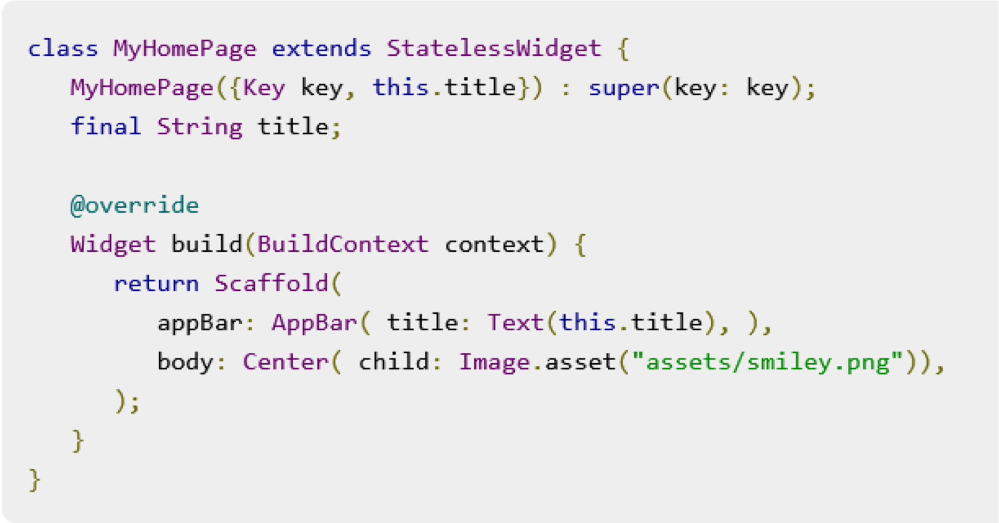 class MyHomePage extends StatelessWidget {
   MyHomePage({Key key, this.title}) : super(key: key);
   final String title;

   @override
   Widget build(BuildContext context) {
      return Scaffold(
         appBar: AppBar( title: Text(this.title), ),
         body: Center( child: Image.asset("assets/smiley.png")),
      );
   }
}